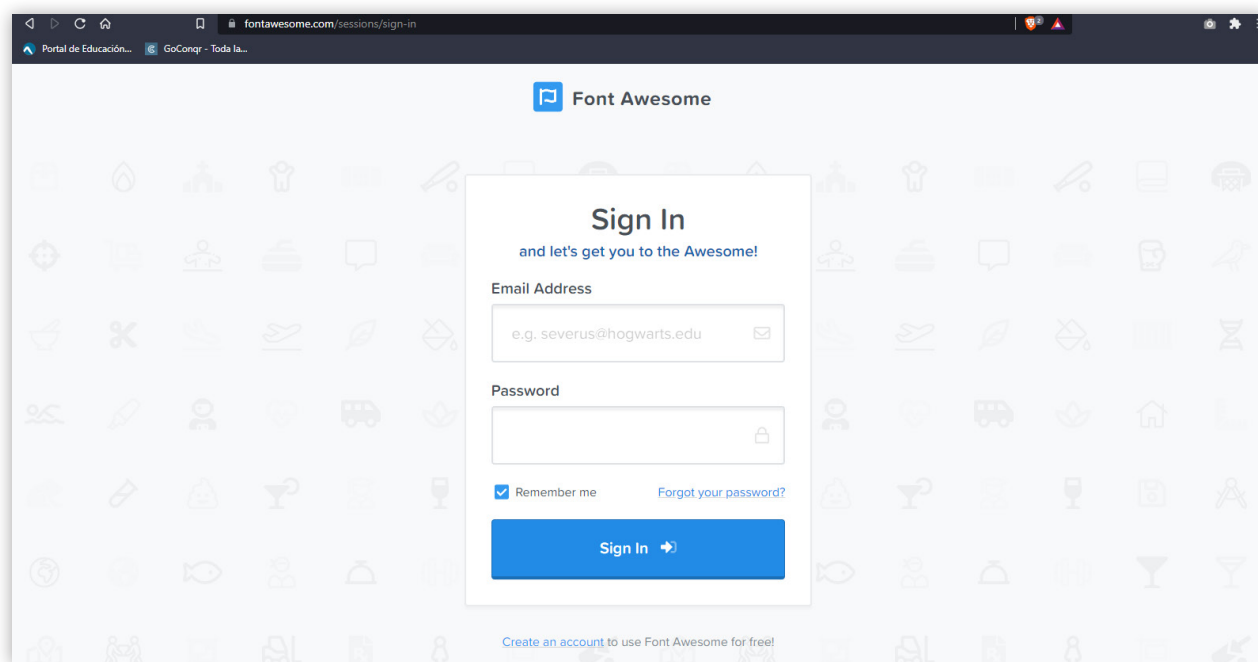 fontawesome.com/sessions/sign-in
2
Portal de Educación... GoConqr - Toda la...
Font Awesome
Sign In
and let's get you to the Awesome!
Email Address
e.g. severus@hogwarts.edu
Password
Remember me Forgot your password?
Sign In
Create an account to use Font Awesome for free!